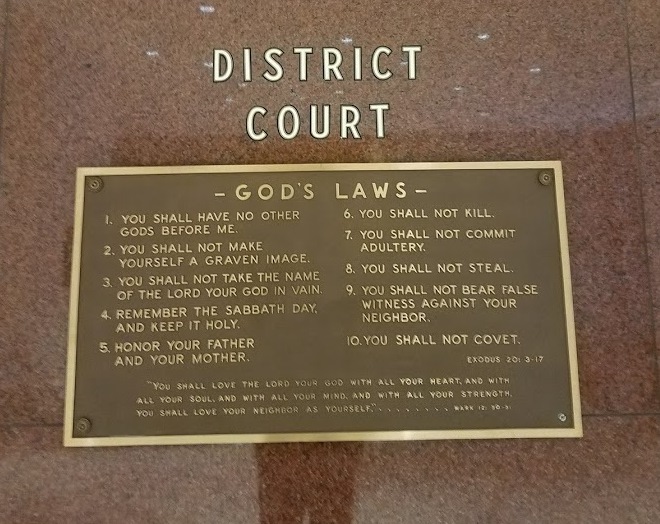 DISTRICT
COURT
-GOD'S LAWS-
1. YOU SHALL HAVE NO OTHER
GODS BEFORE ME.
2. YOU SHALL NOT MAKE
YOURSELF A GRAVEN IMAGE.
3. YOU SHALL NOT TAKE THE NAME
OF THE LORD YOUR GOD IN VAIN.
4. REMEMBER THE SABBATH DAY,
AND KEEP IT HOLY.
5. HONOR YOUR FATHER
AND YOUR MOTHER.
6. YOU SHALL NOT KILL.
7. YOU SHALL NOT COMMIT
ADULTERY.
8. YOU SHALL NOT STEAL.
9. YOU SHALL NOT BEAR FALSE
WITNESS AGAINST YOUR
NEIGHBOR.
10. YOU SHALL NOT COVET.
EXODUS 20: 3-17
"YOU SHALL LOVE THE LORD YOUR GOD WITH ALL YOUR HEART, AND WITH
ALL YOUR SOUL, AND WITH ALL YOUR MIND, AND WITH ALL YOUR STRENGTH.
YOU SHALL LOVE YOUR NEIGHBOR AS YOURSELF." . . . . . . . . MARK 12: 30-31